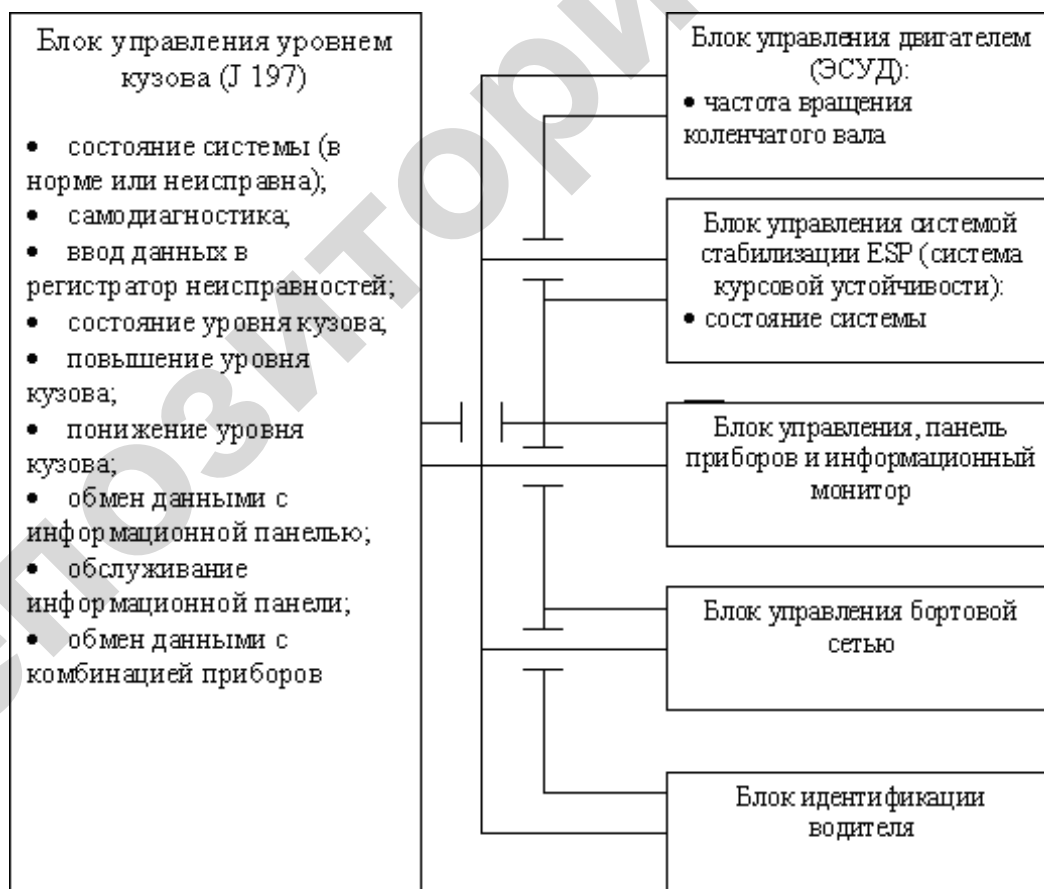 Блок управления уровнем
кузова (J 197)
• состояние системы (в
норме или неисправна);
• самодиагностика;
• ввод данных в
регистратор неисправностей;
• состояние уровня кузова;
• повышение уровня
кузова;
• понижение уровня
кузова;
• обмен данными с
информационной панелью;
• обслуживание
информационной панели;
• обмен данными с
комбинацией приборов
Блок управления двигателем
(ЭСУД):
• частота вращения
коленчатого вала
Блок управления системой
стабилизации ESP (система
курсовой устойчивости):
• состояние системы
Блок управления, панель
приборов и информационный
монитор
Блок управления бортовой
сетью
Блок идентификации
водителя